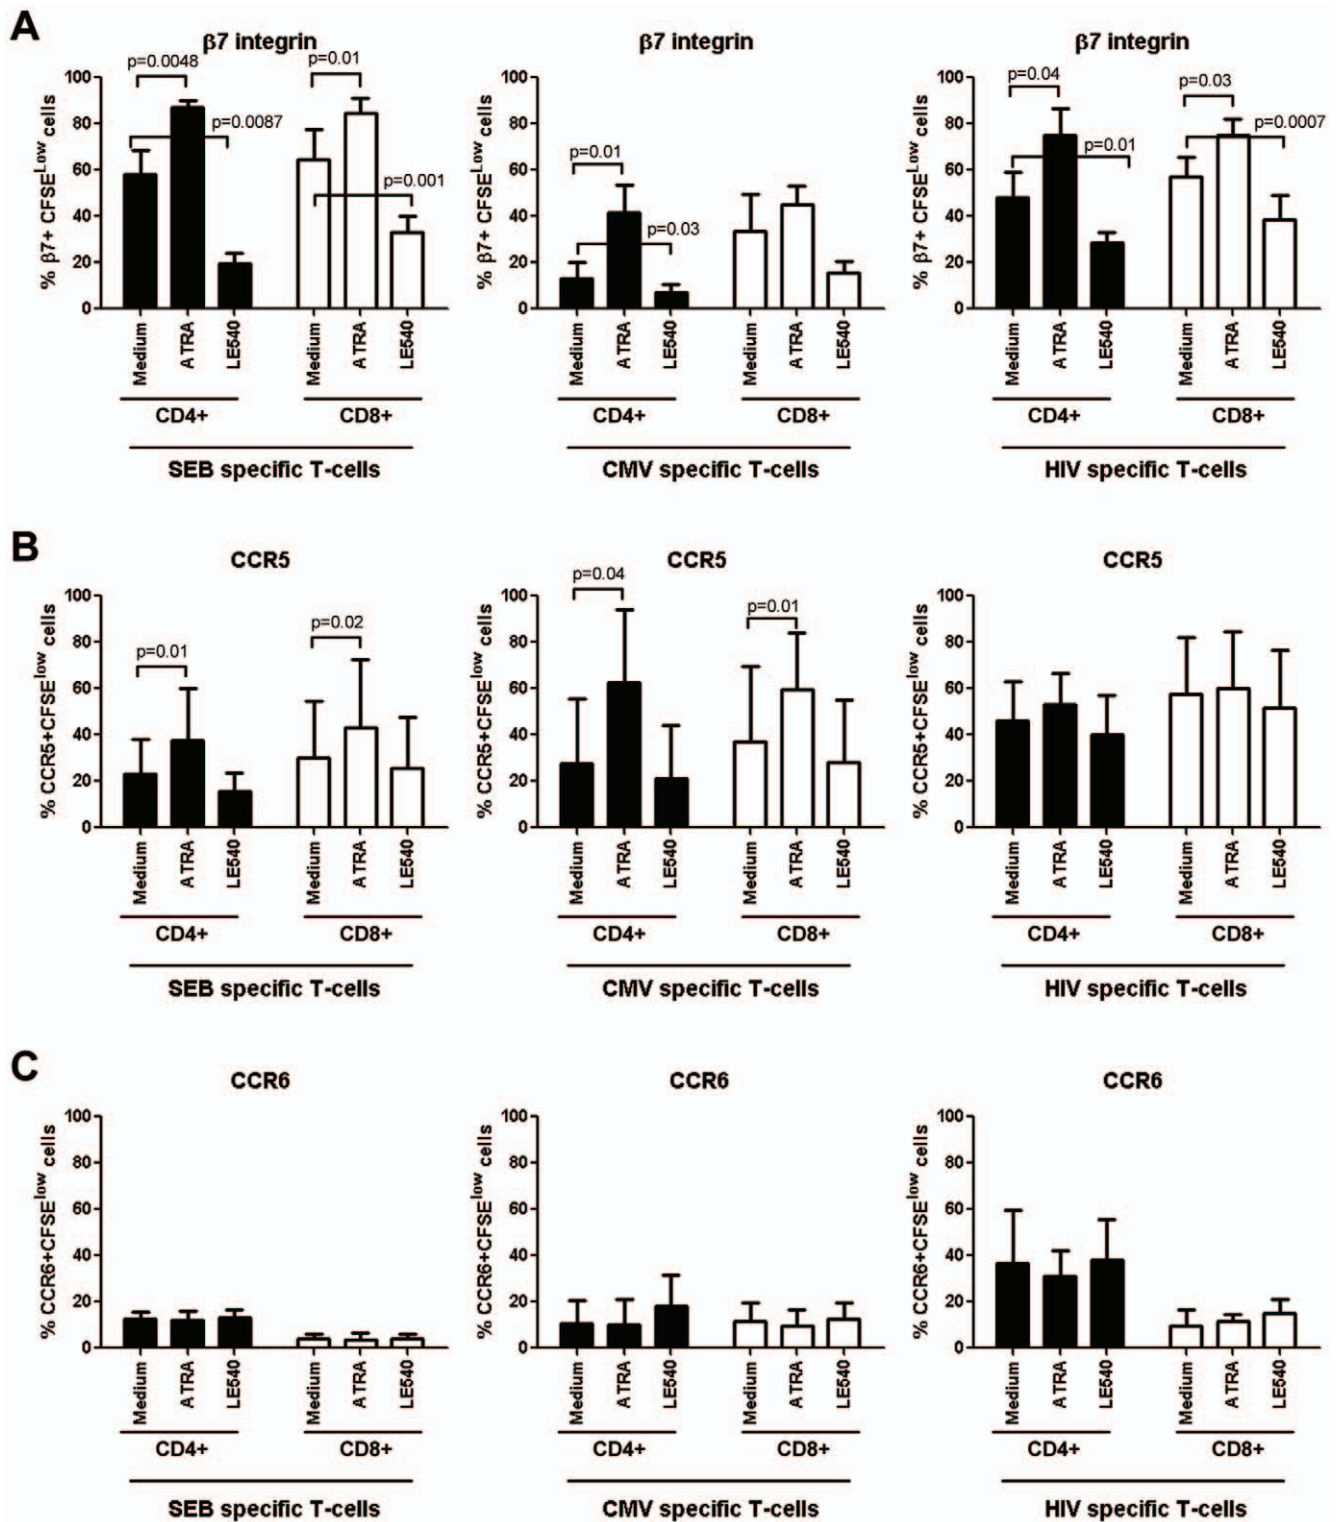 A
β7 integrin
β7 integrin
β7 integrin
% β7+ CFSE^Low cells
100
80
60
40
20
0
p=0.0048
p=0.0087
p=0.01
p=0.001
Medium
ATRA
LE540
Medium
ATRA
LE540
CD4+
CD8+
SEB specific T-cells
% β7+ CFSE^Low cells
100
80
60
40
20
0
p=0.01
p=0.03
Medium
ATRA
LE540
Medium
ATRA
LE540
CD4+
CD8+
CMV specific T-cells
% β7+ CFSE^Low cells
100
80
60
40
20
0
p=0.04
p=0.01
p=0.03
p=0.0007
Medium
ATRA
LE540
Medium
ATRA
LE540
CD4+
CD8+
HIV specific T-cells
B
CCR5
CCR5
CCR5
% CCR5+CFSE^low cells
100
80
60
40
20
0
p=0.01
p=0.02
Medium
ATRA
LE540
Medium
ATRA
LE540
CD4+
CD8+
SEB specific T-cells
% CCR5+CFSE^low cells
100
80
60
40
20
0
p=0.04
p=0.01
Medium
ATRA
LE540
Medium
ATRA
LE540
CD4+
CD8+
CMV specific T-cells
% CCR5+CFSE^low cells
100
80
60
40
20
0
Medium
ATRA
LE540
Medium
ATRA
LE540
CD4+
CD8+
HIV specific T-cells
C
CCR6
CCR6
CCR6
% CCR6+CFSE^low cells
100
80
60
40
20
0
Medium
ATRA
LE540
Medium
ATRA
LE540
CD4+
CD8+
SEB specific T-cells
% CCR6+CFSE^low cells
100
80
60
40
20
0
Medium
ATRA
LE540
Medium
ATRA
LE540
CD4+
CD8+
CMV specific T-cells
% CCR6+CFSE^low cells
100
80
60
40
20
0
Medium
ATRA
LE540
Medium
ATRA
LE540
CD4+
CD8+
HIV specific T-cells